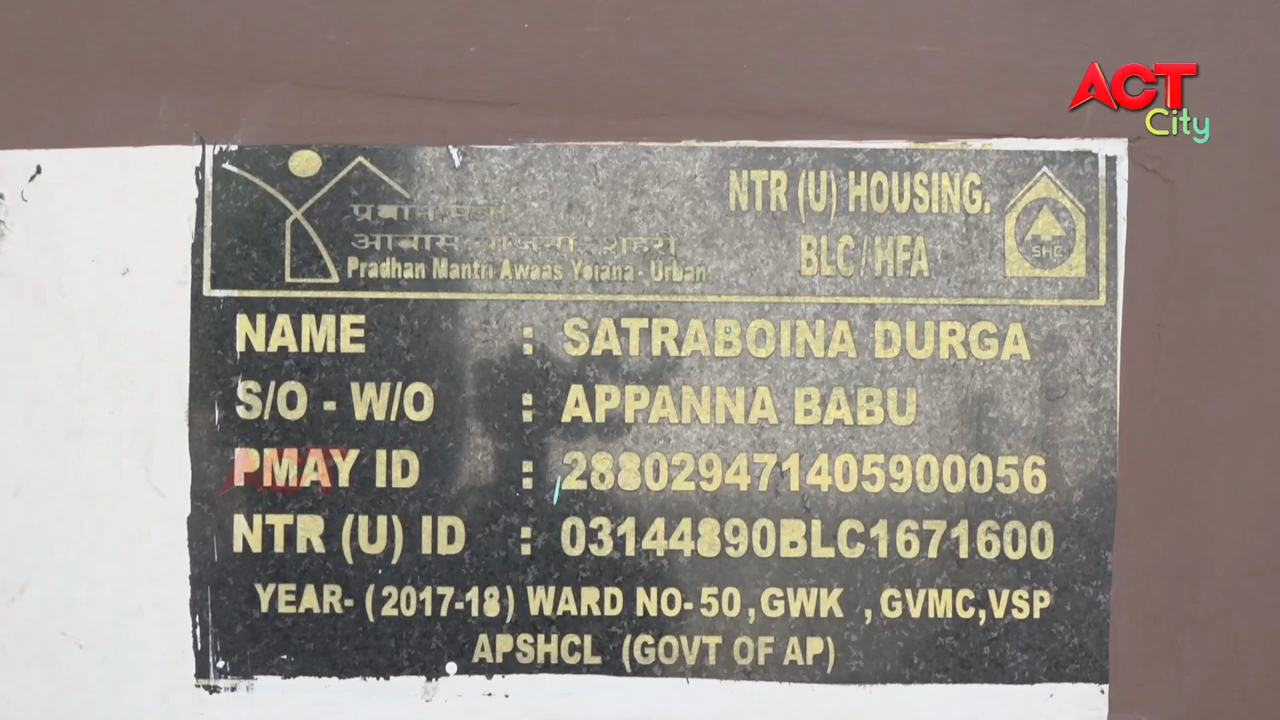 ACT
City
प्रधान मंत्री
आवास योजना-शहरी
Pradhan Mantri Awaas Yojana - Urban
NTR (U) HOUSING.
BLC / HFA
SHC
NAME : SATRABOINA DURGA
S/O - W/O : APPANNA BABU
PMAY ID : 288029471405900056
NTR (U) ID : 03144890BLC1671600
YEAR- (2017-18) WARD NO- 50, GWK , GVMC, VSP
APSHCL (GOVT OF AP)
ACT